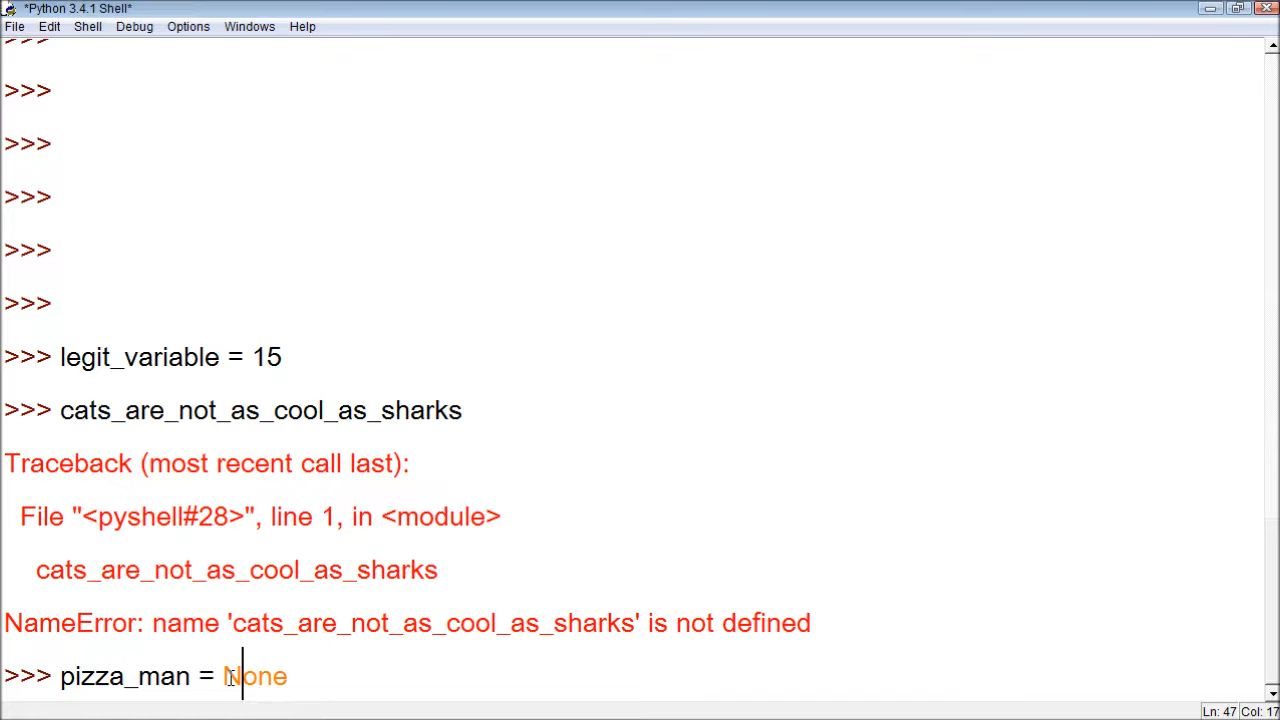 *Python 3.4.1 Shell*
File Edit Shell Debug Options Windows Help
>>>
>>>
>>>
>>>
>>>
>>>
>>> legit_variable = 15
>>> cats_are_not_as_cool_as_sharks
Traceback (most recent call last):
File "<pyshell#28>", line 1, in <module>
cats_are_not_as_cool_as_sharks
NameError: name 'cats_are_not_as_cool_as_sharks' is not defined
>>> pizza_man = None
Ln: 47 Col: 17